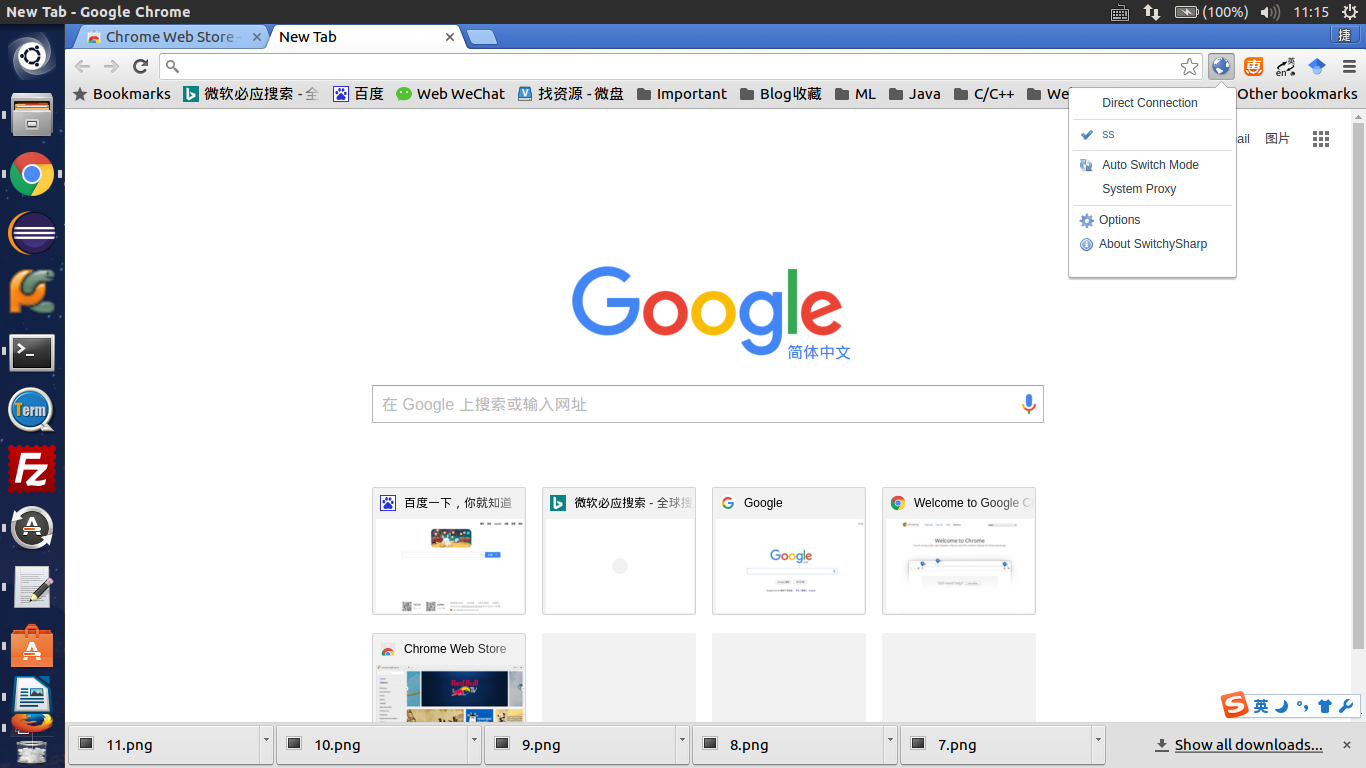 New Tab - Google Chrome
(100%)
11:15
Chrome Web Store -
New Tab
捷
Bookmarks
微软必应搜索 - 全
百度
Web WeChat
找资源 - 微盘
Important
Blog收藏
ML
Java
C/C++
We
Other bookmarks
Direct Connection
ss
Auto Switch Mode
System Proxy
Options
About SwitchySharp
ail
图片
Google
简体中文
在 Google 上搜索或输入网址
百度一下，你就知道
微软必应搜索 - 全球搜
Google
Welcome to Google C
Google
Welcome to Chrome
Chrome Web Store
Red Bull
TV
Term
FZ
英
11.png
10.png
9.png
8.png
7.png
Show all downloads...